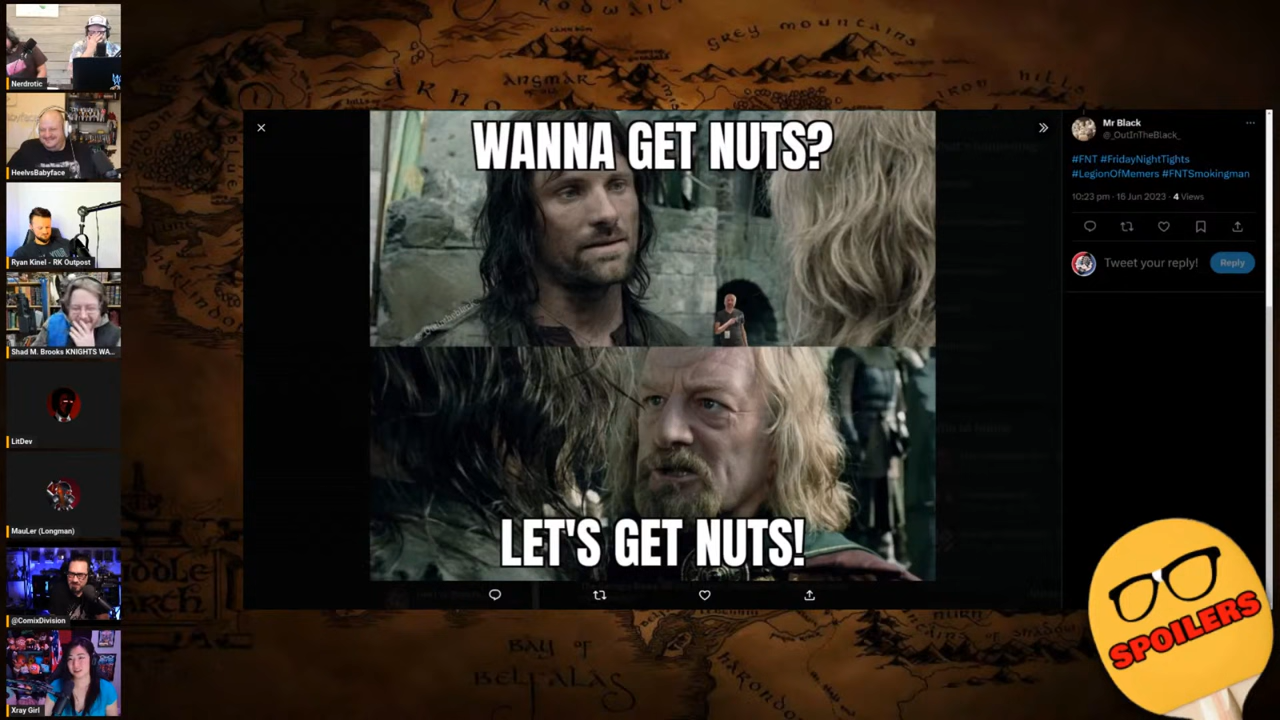 Nerdrotic
HeelvsBabyface
Ryan Kinel - RK Outpost
Shad M. Brooks KNIGHTS WA...
LitDev
MauLer (Longman)
@ComixDivision
Xray Girl
GREY MOUNTAINS
ANGMAR
IRON HILLS
WANNA GET NUTS?
LET'S GET NUTS!
Mr Black
@_OutInTheBlack_
#FNT #FridayNightTights
#LegionOfMemers #FNTSmokingman
10:23 pm · 16 Jun 2023 · 4 Views
Tweet your reply!
Reply
BAY OF
BELFALAS
SPOILERS